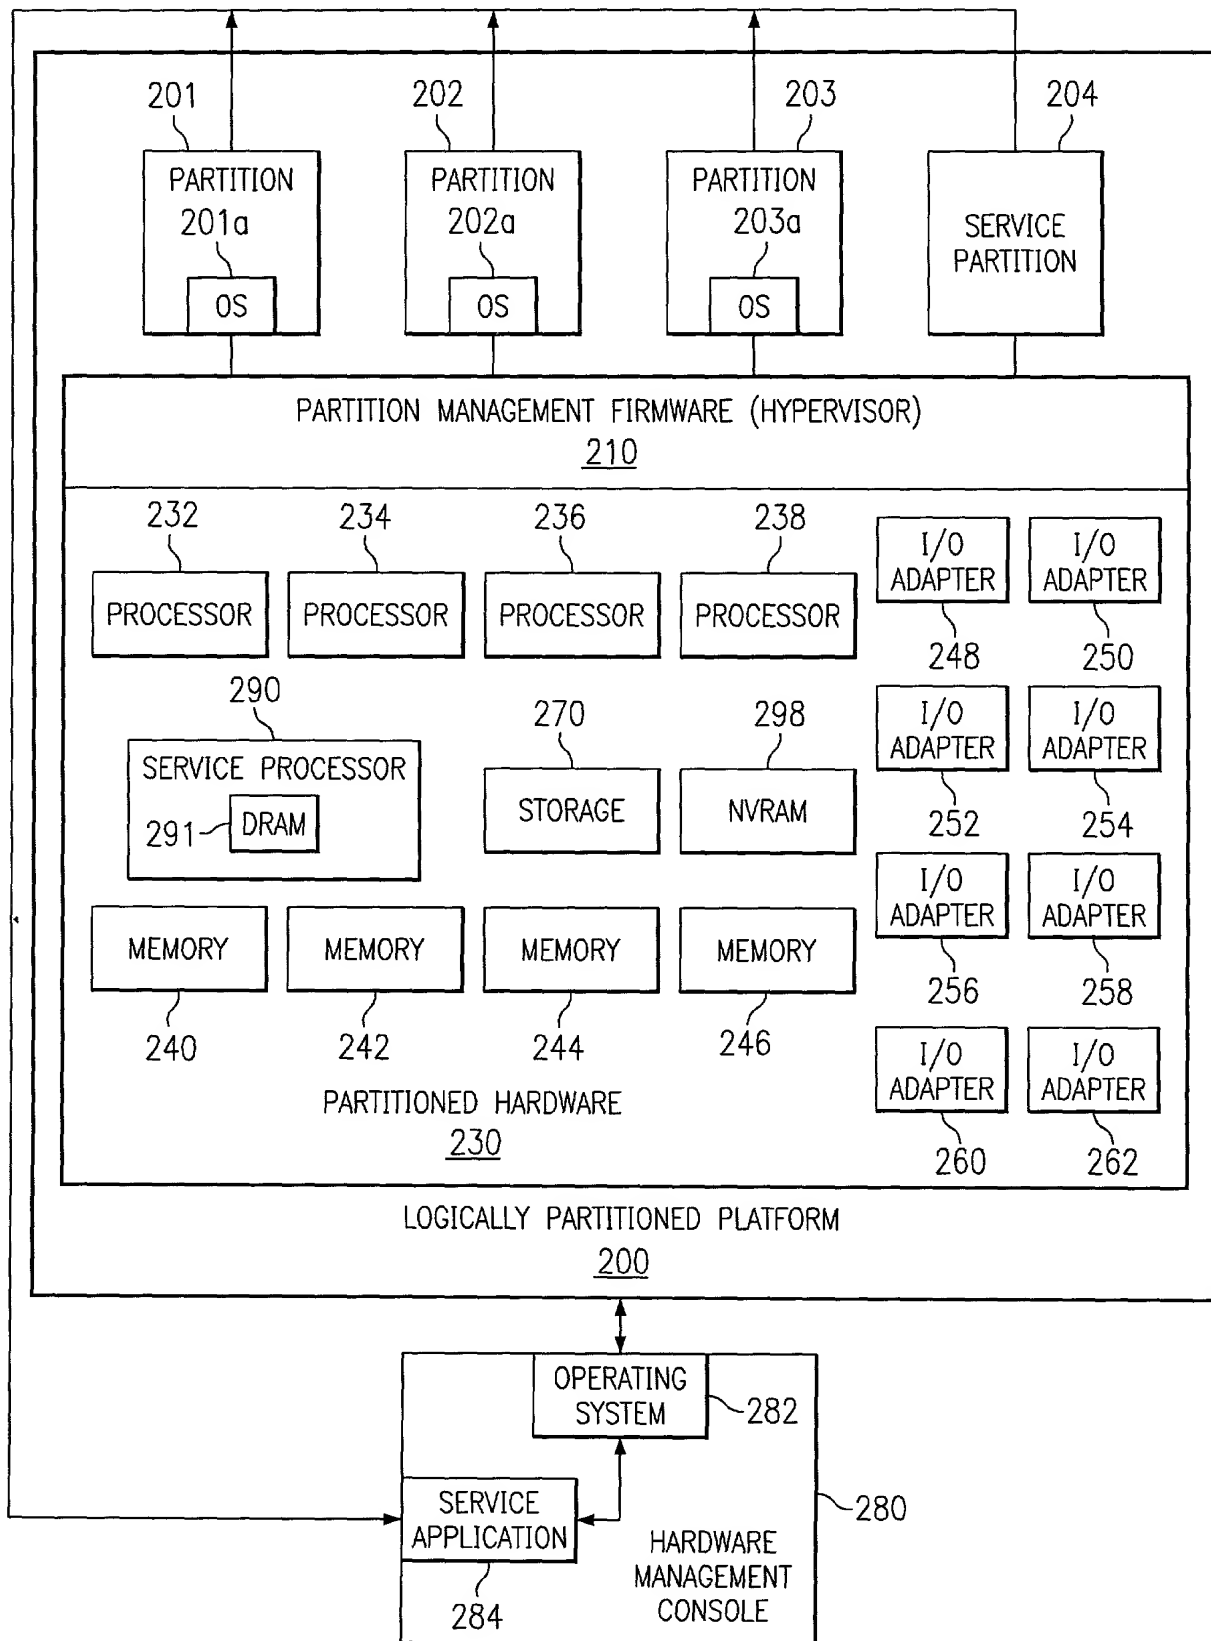 201 202 203 204
PARTITION PARTITION PARTITION
201a 202a 203a
SERVICE
PARTITION
OS OS OS
PARTITION MANAGEMENT FIRMWARE (HYPERVISOR)
210
232 234 236 238
PROCESSOR PROCESSOR PROCESSOR PROCESSOR
I/O
ADAPTER
I/O
ADAPTER
248 250
290 270 298
SERVICE PROCESSOR
291 DRAM
STORAGE NVRAM
I/O
ADAPTER
I/O
ADAPTER
252 254
MEMORY MEMORY MEMORY MEMORY
240 242 244 246
I/O
ADAPTER
I/O
ADAPTER
256 258
I/O
ADAPTER
I/O
ADAPTER
260 262
PARTITIONED HARDWARE
230
LOGICALLY PARTITIONED PLATFORM
200
OPERATING
SYSTEM
282
SERVICE
APPLICATION
284
280
HARDWARE
MANAGEMENT
CONSOLE